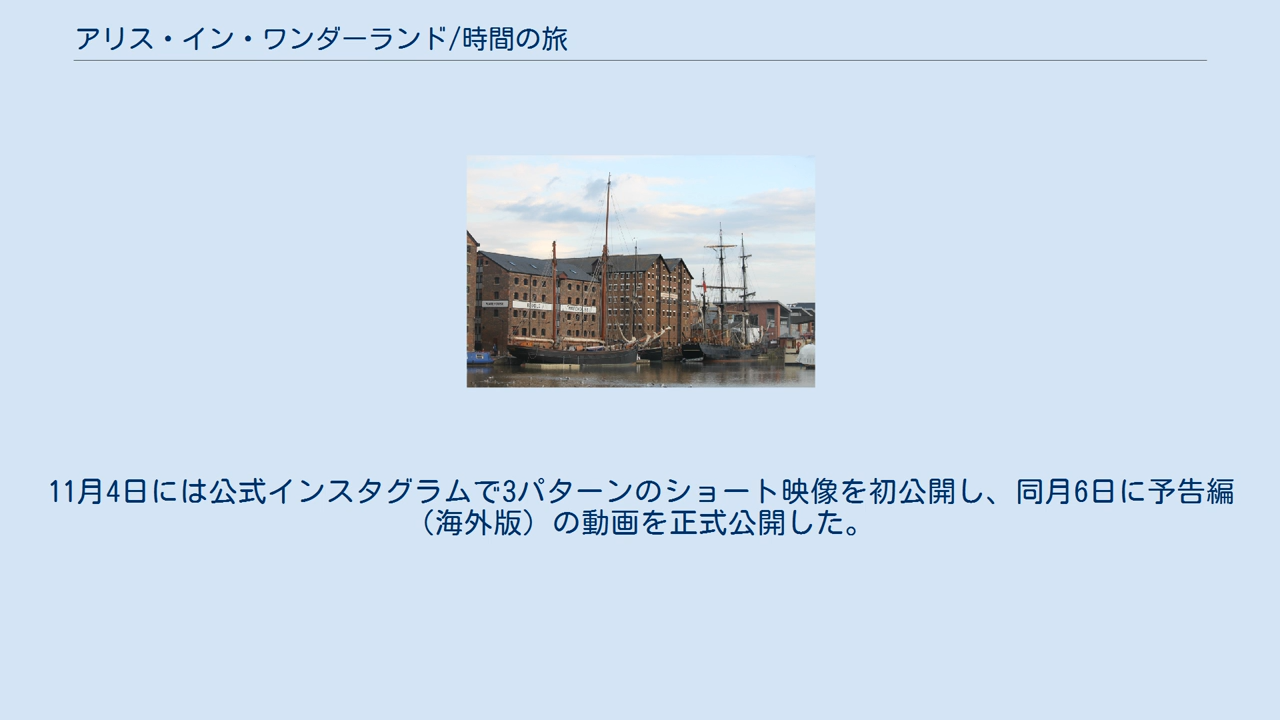 アリス・イン・ワンダーランド/時間の旅
11月4日には公式インスタグラムで3パターンのショート映像を初公開し、同月6日に予告編
（海外版）の動画を正式公開した。